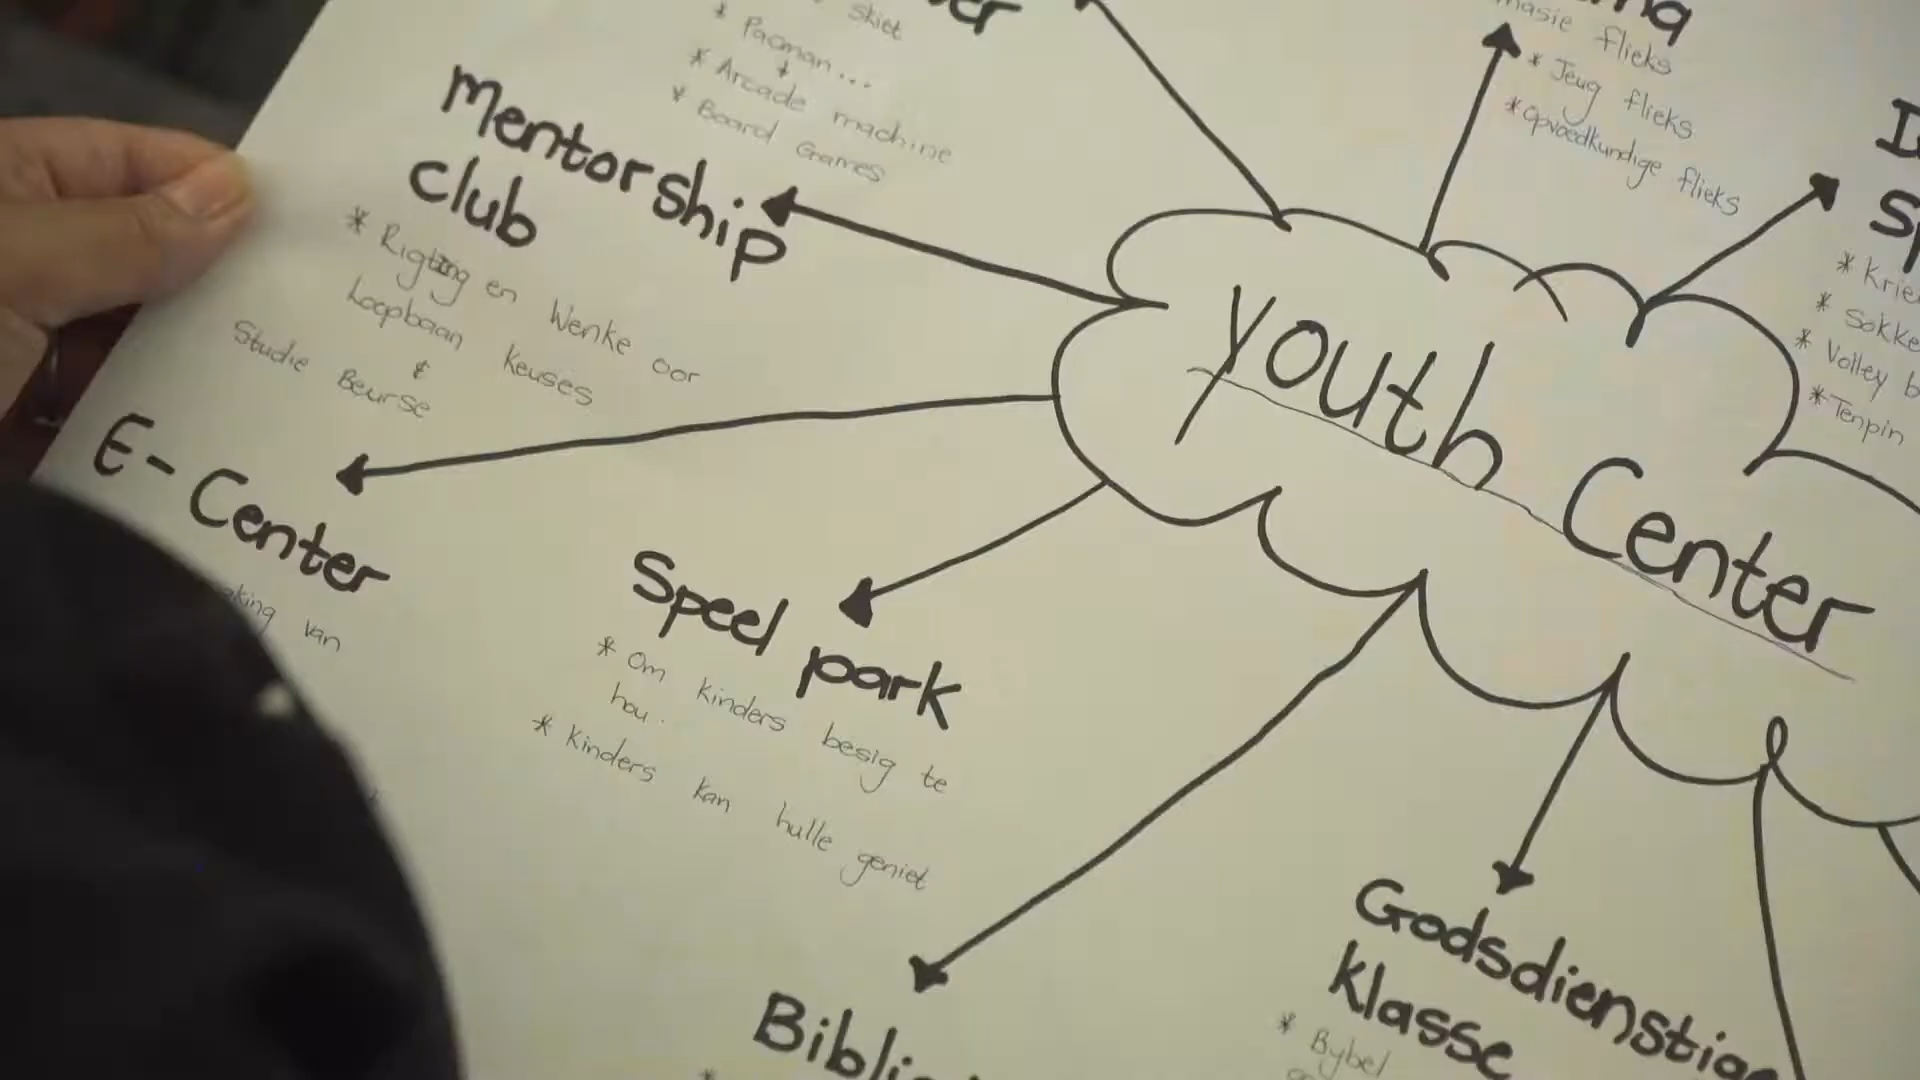 skiet
* Pacman...
+
* Arcade machine
* Board Games
flieks
* Jeug flieks
* Opvoedkundige flieks
Mentorship
club
* Rigting en Wenke oor
Loopbaan keuses
&
Studie Beurse
* Sokke
* Volley b
* Tenpin
Youth Center
E-Center
van
Speel park
* Om kinders besig te
hou.
* Kinders kan hulle geniet
Godsdienstige
Klasse
* Bybel